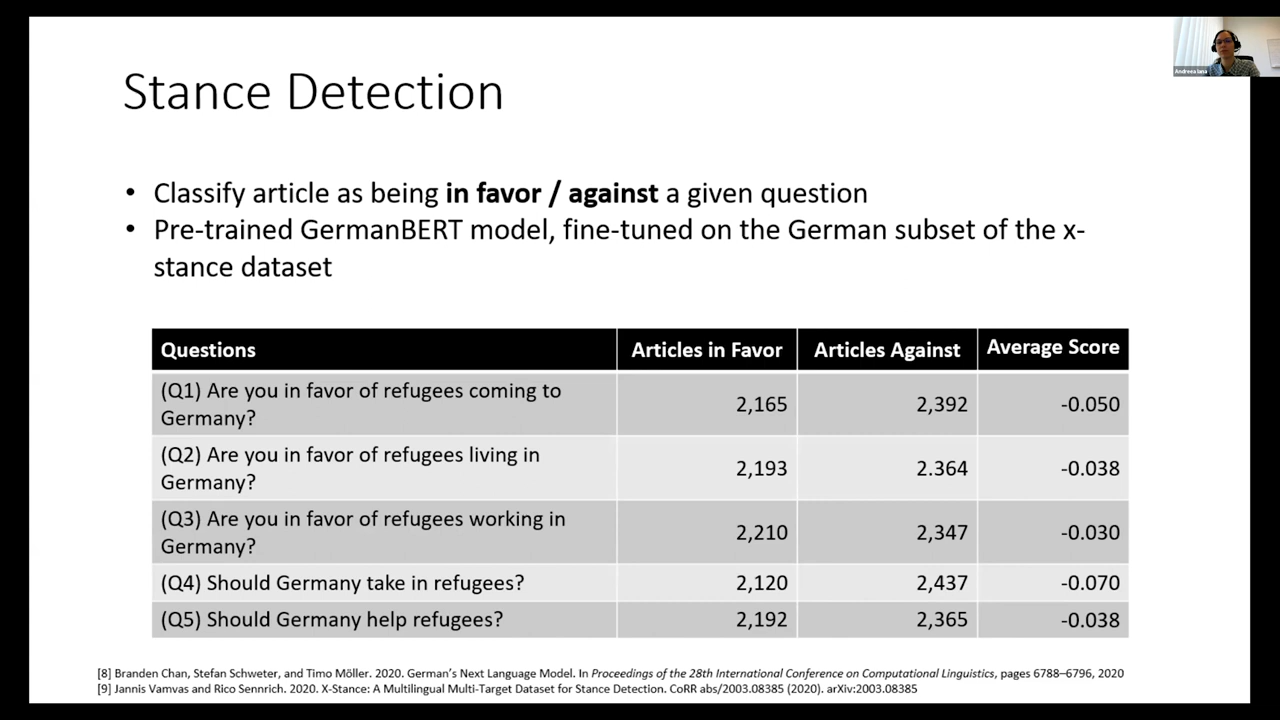 Stance Detection
• Classify article as being in favor / against a given question
• Pre-trained GermanBERT model, fine-tuned on the German subset of the x-
stance dataset
Questions Articles in Favor Articles Against Average Score
(Q1) Are you in favor of refugees coming to
Germany? 2,165 2,392 -0.050
(Q2) Are you in favor of refugees living in
Germany? 2,193 2.364 -0.038
(Q3) Are you in favor of refugees working in
Germany? 2,210 2,347 -0.030
(Q4) Should Germany take in refugees? 2,120 2,437 -0.070
(Q5) Should Germany help refugees? 2,192 2,365 -0.038
[8] Branden Chan, Stefan Schweter, and Timo Möller. 2020. German's Next Language Model. In Proceedings of the 28th International Conference on Computational Linguistics, pages 6788–6796, 2020
[9] Jannis Vamvas and Rico Sennrich. 2020. X-Stance: A Multilingual Multi-Target Dataset for Stance Detection. CoRR abs/2003.08385 (2020). arXiv:2003.08385